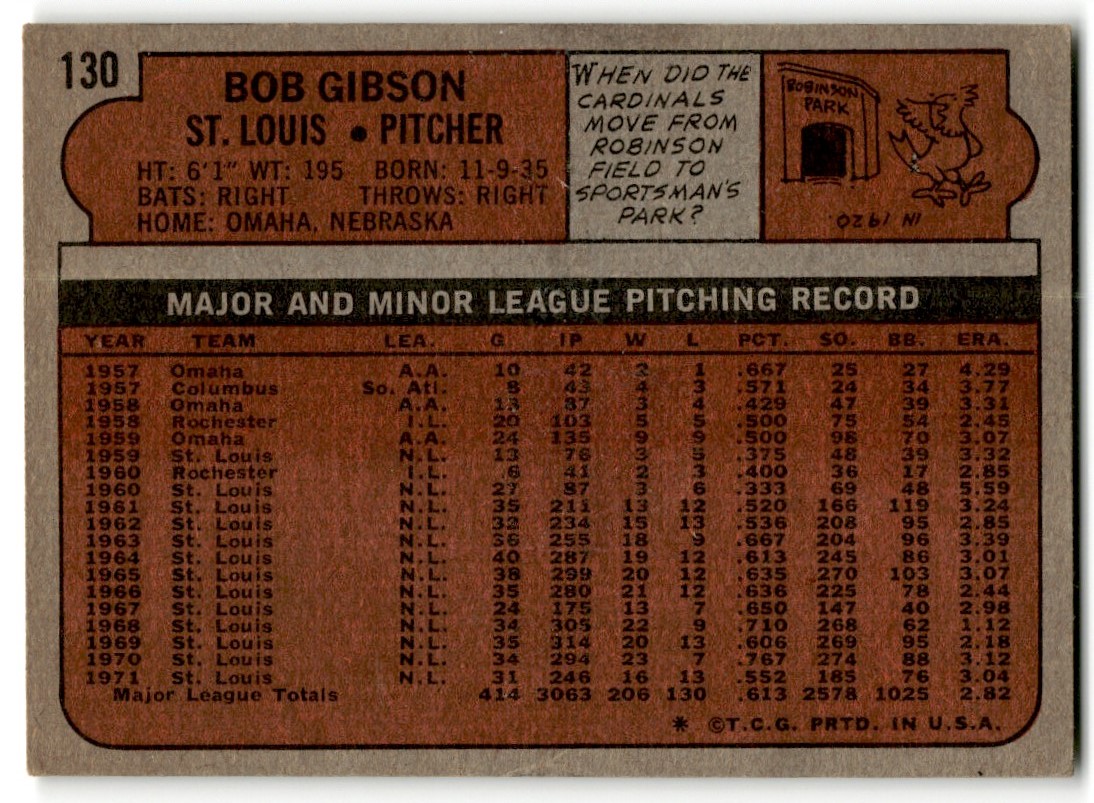 130
BOB GIBSON
ST. LOUIS • PITCHER
HT: 6'1" WT: 195 BORN: 11-9-35
BATS: RIGHT THROWS: RIGHT
HOME: OMAHA, NEBRASKA
WHEN DID THE
CARDINALS
MOVE FROM
ROBINSON
FIELD TO
SPORTSMAN'S
PARK?
ROBINSON
PARK
IN 1920.
MAJOR AND MINOR LEAGUE PITCHING RECORD
YEAR TEAM LEA. G IP W L PCT. SO. BB. ERA.
1957 Omaha A.A. 10 42 2 1 .667 25 27 4.29
1957 Columbus So. Atl. 8 43 4 3 .571 24 34 3.77
1958 Omaha A.A. 13 87 3 4 .429 47 39 3.31
1958 Rochester I.L. 20 103 5 5 .500 75 54 2.45
1959 Omaha A.A. 24 135 9 9 .500 98 70 3.07
1959 St. Louis N.L. 13 76 3 5 .375 48 39 3.32
1960 Rochester I.L. 6 41 2 3 .400 36 17 2.85
1960 St. Louis N.L. 27 87 3 6 .333 69 48 5.59
1961 St. Louis N.L. 35 211 13 12 .520 166 119 3.24
1962 St. Louis N.L. 32 234 15 13 .536 208 95 2.85
1963 St. Louis N.L. 36 255 18 9 .667 204 96 3.39
1964 St. Louis N.L. 40 287 19 12 .613 245 86 3.01
1965 St. Louis N.L. 38 299 20 12 .635 270 103 3.07
1966 St. Louis N.L. 35 280 21 12 .636 225 78 2.44
1967 St. Louis N.L. 24 175 13 7 .650 147 40 2.98
1968 St. Louis N.L. 34 305 22 9 .710 268 62 1.12
1969 St. Louis N.L. 35 314 20 13 .606 269 95 2.18
1970 St. Louis N.L. 34 294 23 7 .767 274 88 3.12
1971 St. Louis N.L. 31 246 16 13 .552 185 76 3.04
Major League Totals 414 3063 206 130 .613 2578 1025 2.82
* ©T.C.G. PRTD. IN U.S.A.